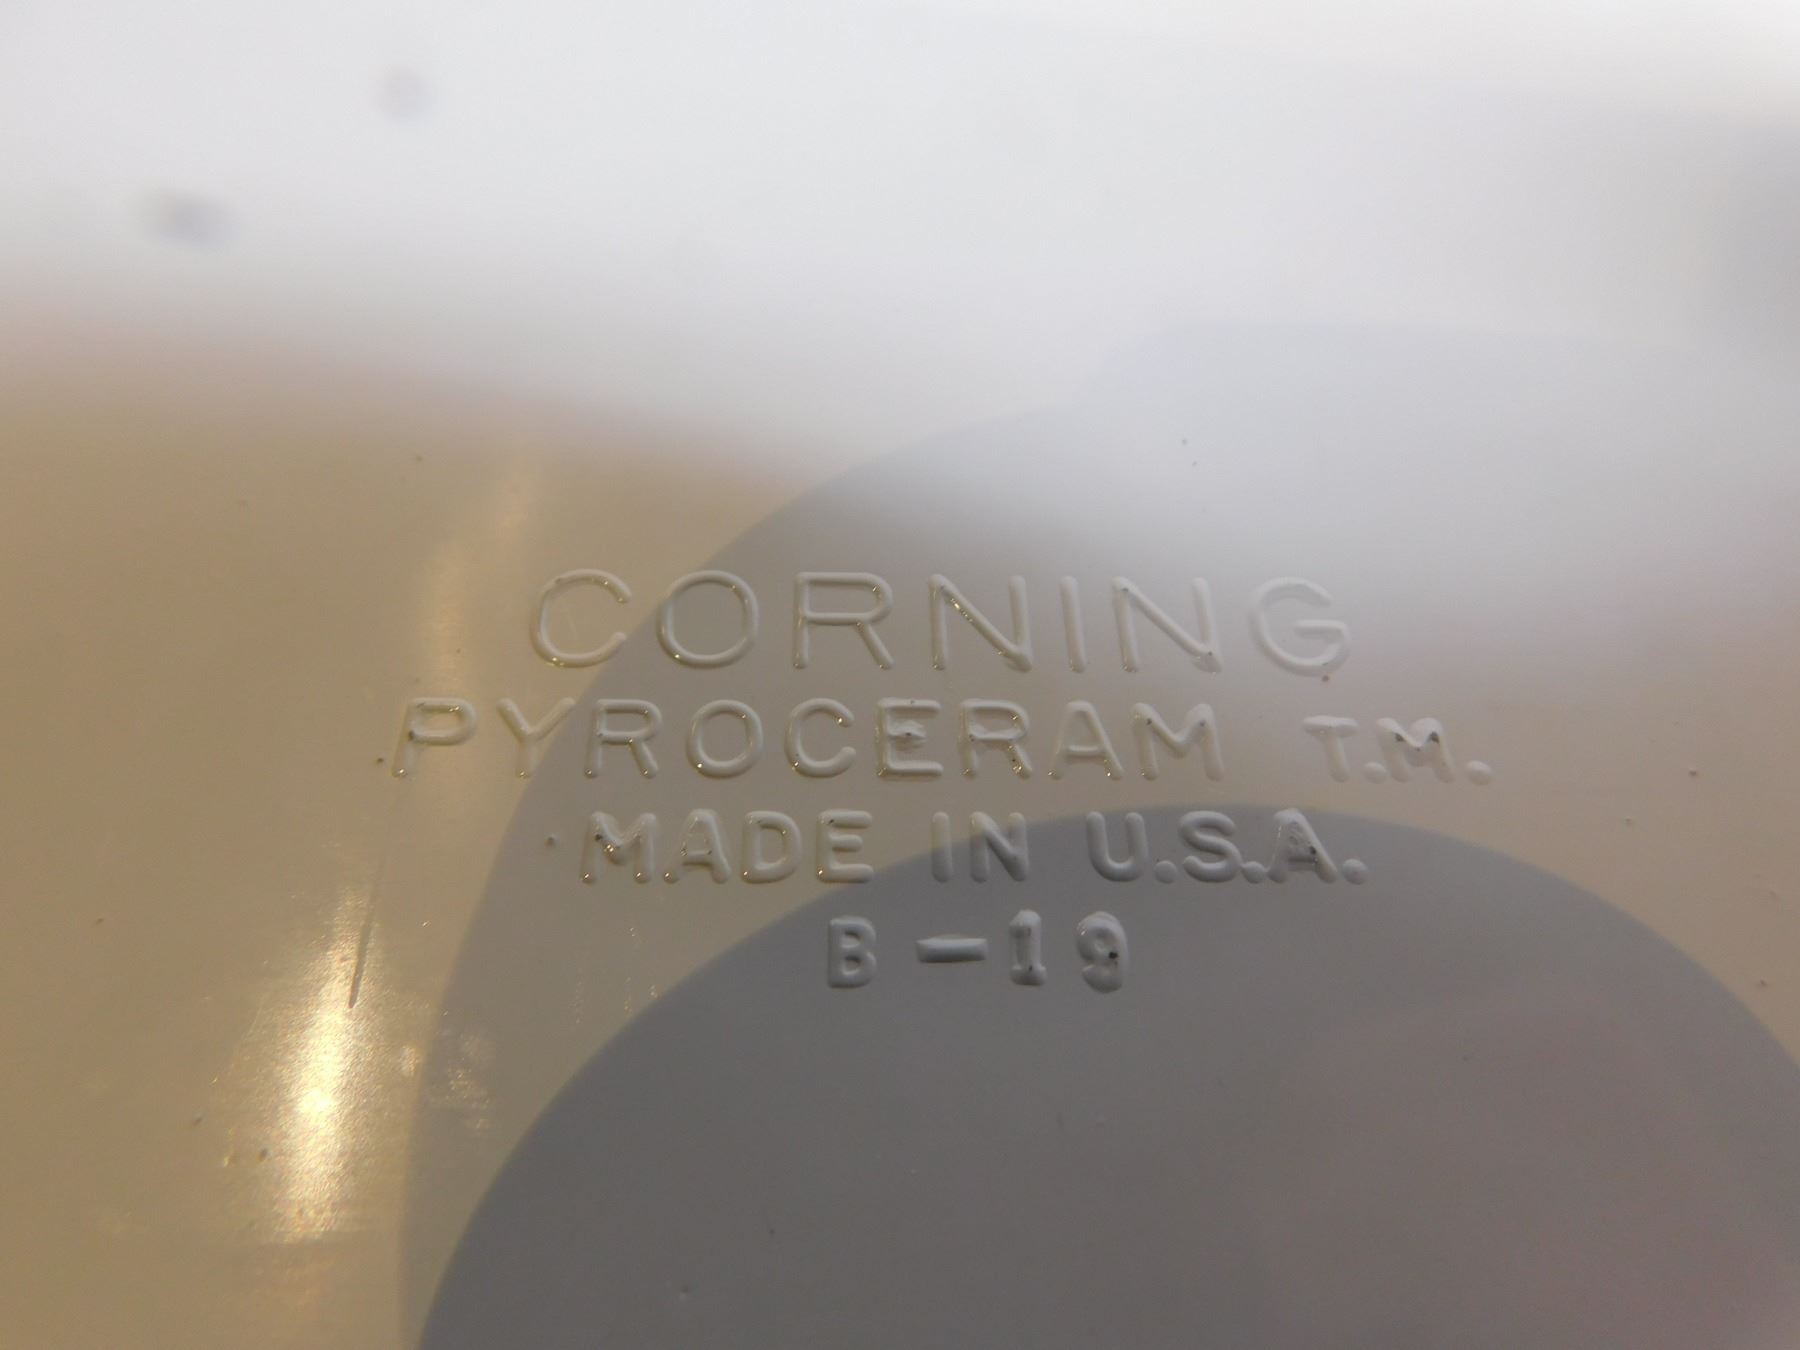 CORNING
PYROCERAM T.M.
MADE IN U.S.A.
B-19